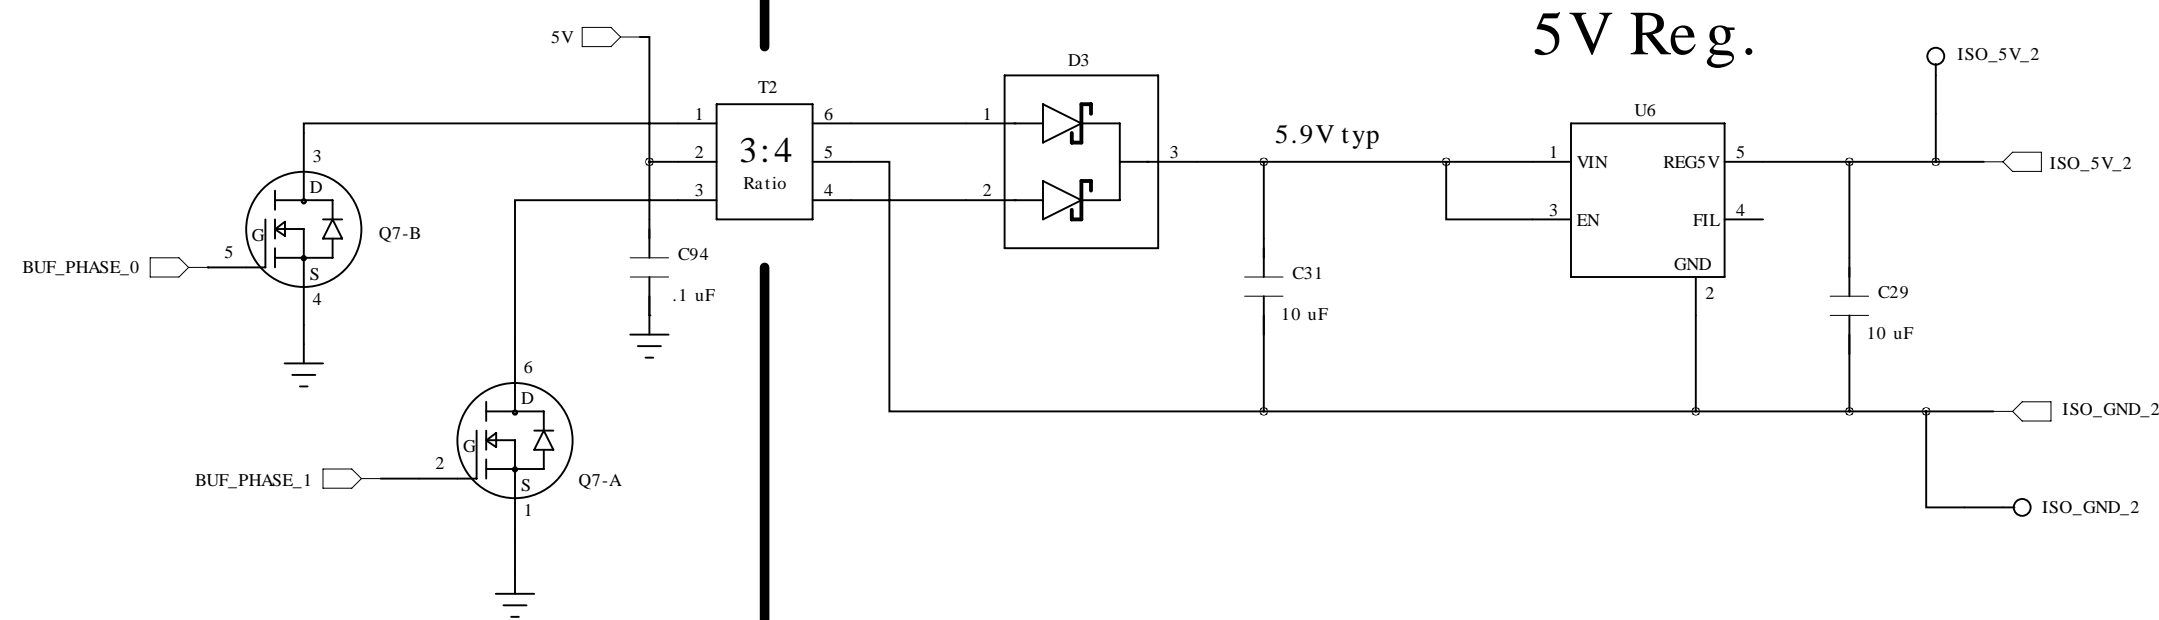 5V Reg.
5V
D3
ISO_5V_2
T2
U6
1
6
1
3:4
Ratio
5.9V typ
3
2
5
3
1
VIN
REG5V
5
ISO_5V_2
D
3
4
2
3
EN
FIL
4
G
Q7-B
5
BUF_PHASE_0
S
C94
GND
4
.1 uF
C31
10 uF
2
C29
10 uF
6
D
ISO_GND_2
G
2
BUF_PHASE_1
S
Q7-A
1
ISO_GND_2